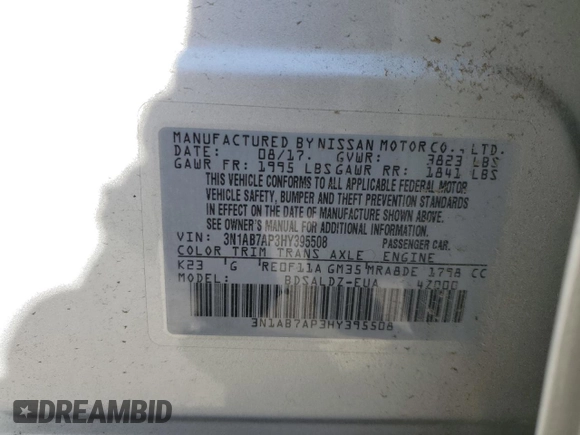 MANUFACTURED BY NISSAN MOTOR CO., LTD.
DATE: 08/17. GVWR: 3823 LBS
GAWR FR: 1995 LBS GAWR RR: 1841 LBS
THIS VEHICLE CONFORMS TO ALL APPLICABLE FEDERAL MOTOR
VEHICLE SAFETY, BUMPER AND THEFT PREVENTION STANDARDS
IN EFFECT ON THE DATE OF MANUFACTURE SHOWN ABOVE.
SEE OWNER'S MANUAL FOR ADDITIONAL INFORMATION.
VIN: 3N1AB7AP3HY395508 PASSENGER CAR.
COLOR TRIM TRANS AXLE ENGINE
K23 'G 'RE0F11A GM35'MRA8DE 1798 CC
BDSALDZ-EUA 4Z000
3N1AB7AP3HY395508
DREAMBID